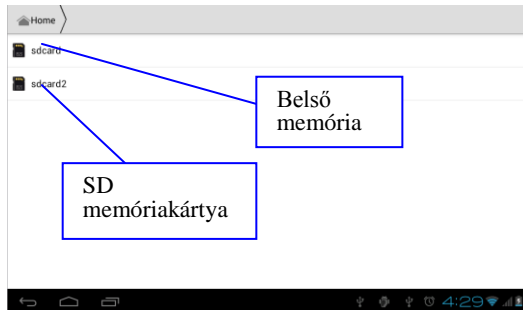 Home
sdcard
sdcard2
Belső
memória
SD
memóriakártya
4:29